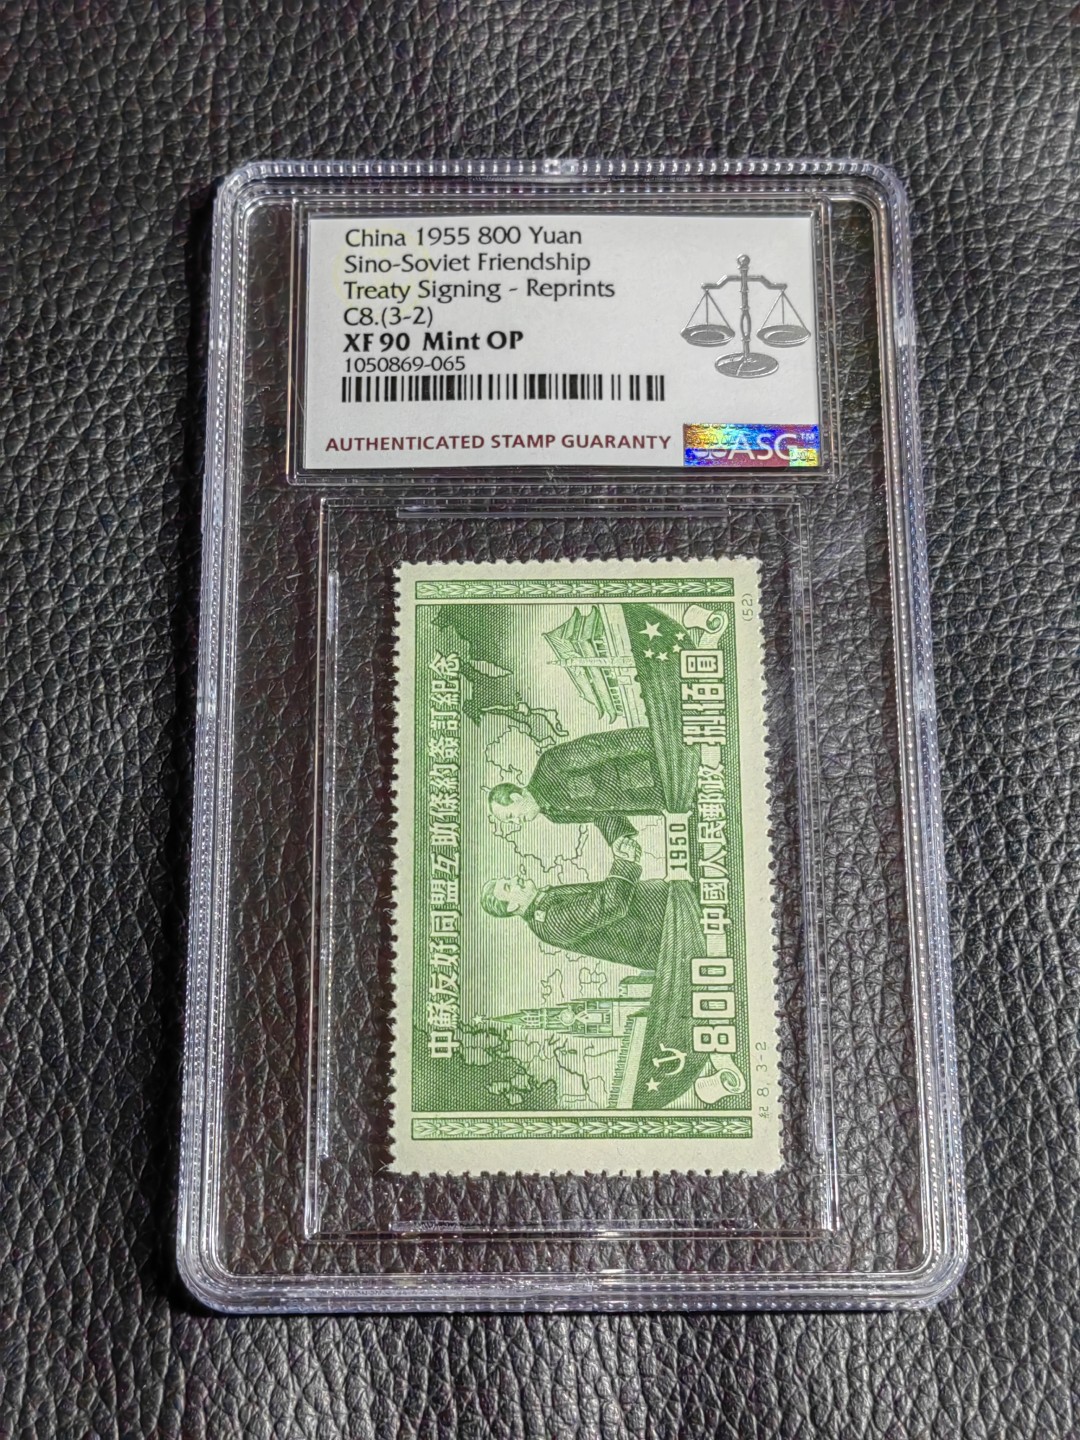 China 1955 800 Yuan
Sino-Soviet Friendship
Treaty Signing - Reprints
C8.(3-2)
XF 90 Mint OP
1050869-065
AUTHENTICATED STAMP GUARANTY
ASG™
中蘇友好同盟互助條約簽訂紀念
1950
800 中國人民郵政 捌佰圓
紀8. 3-2
(52)